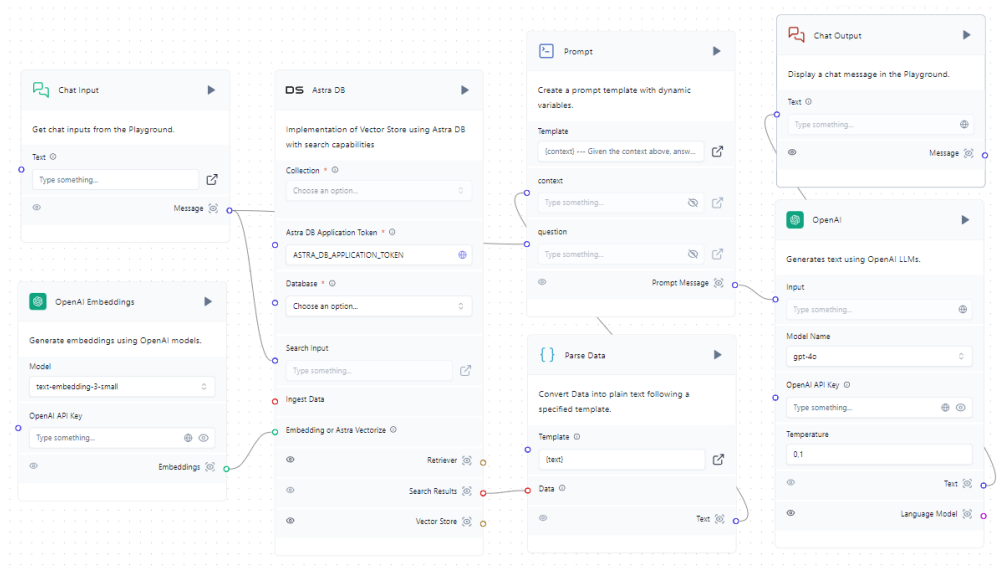 Chat Input
Get chat inputs from the Playground.
Text
Type something...
Message
OpenAI Embeddings
Generate embeddings using OpenAI models.
Model
text-embedding-3-small
OpenAI API Key
Type something...
Embeddings
DS Astra DB
Implementation of Vector Store using Astra DB
with search capabilities
Collection *
Choose an option...
Astra DB Application Token *
ASTRA_DB_APPLICATION_TOKEN
Database *
Choose an option...
Search Input
Type something...
Ingest Data
Embedding or Astra Vectorize
Retriever
Search Results
Vector Store
Prompt
Create a prompt template with dynamic
variables.
Template
{context} --- Given the context above, answ...
context
Type something...
question
Type something...
Prompt Message
Parse Data
Convert Data into plain text following a
specified template.
Template
{text}
Data
Text
Chat Output
Display a chat message in the Playground.
Text
Type something...
Message
OpenAI
Generates text using OpenAI LLMs.
Input
Type something...
Model Name
gpt-4o
OpenAI API Key
Type something...
Temperature
0.1
Text
Language Model